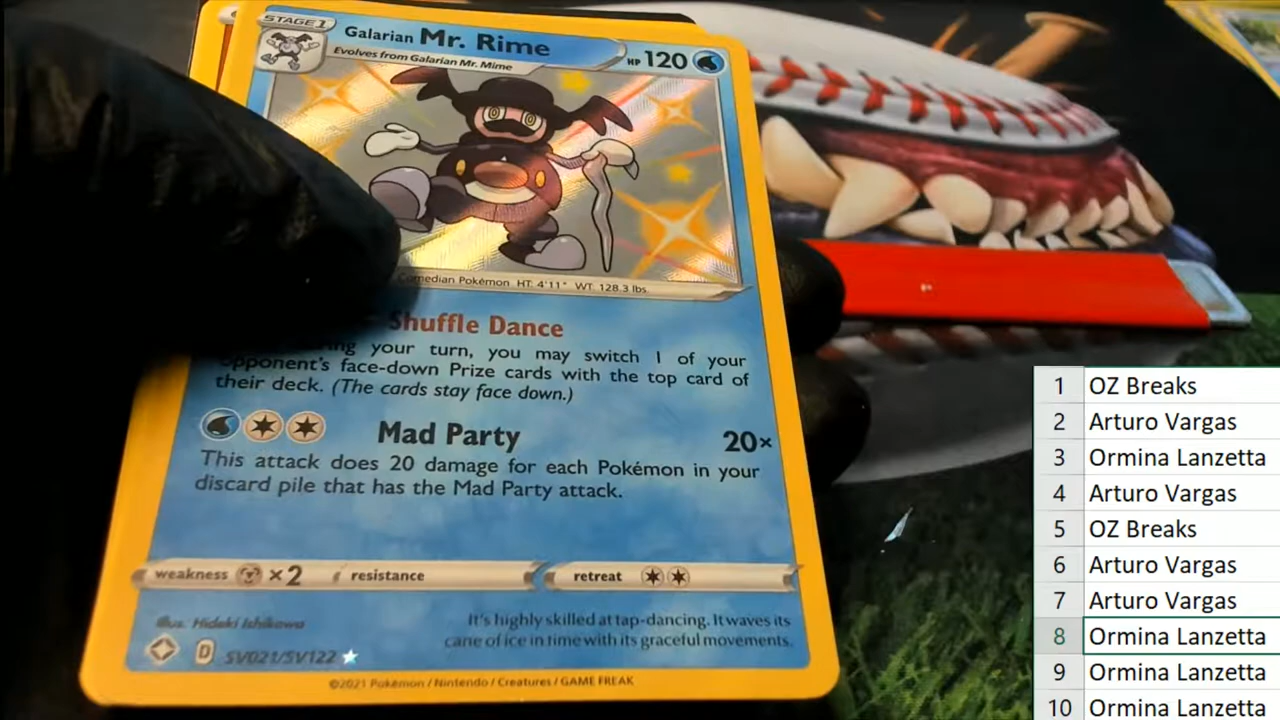 STAGE 1
Galarian Mr. Rime
HP 120
Evolves from Galarian Mr. Mime
Comedian Pokémon HT: 4'11" WT: 128.3 lbs.
Shuffle Dance
your turn, you may switch 1 of your
opponent's face-down Prize cards with the top card of
their deck. (The cards stay face down.)
Mad Party 20×
This attack does 20 damage for each Pokémon in your
discard pile that has the Mad Party attack.
weakness ×2 resistance retreat
Illus. Hideki Ishikawa
It's highly skilled at tap-dancing. It waves its
cane of ice in time with its graceful movements.
D SV021/SV122
©2021 Pokémon / Nintendo / Creatures / GAME FREAK
1 OZ Breaks
2 Arturo Vargas
3 Ormina Lanzetta
4 Arturo Vargas
5 OZ Breaks
6 Arturo Vargas
7 Arturo Vargas
8 Ormina Lanzetta
9 Ormina Lanzetta
10 Ormina Lanzetta